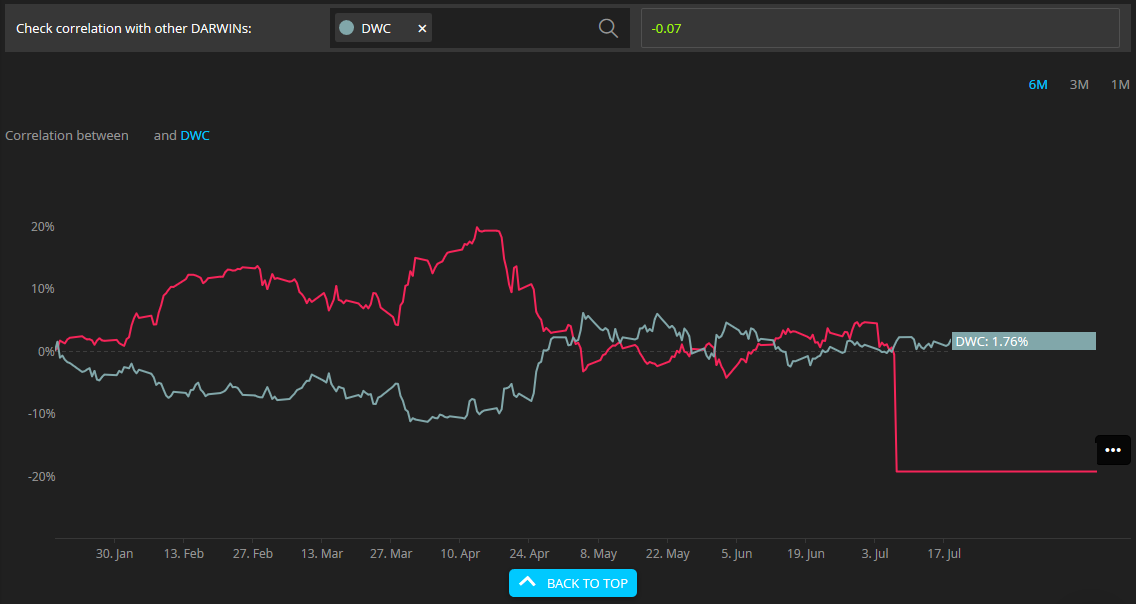 Check correlation with other DARWINs: DWC × -0.07
6M 3M 1M
Correlation between and DWC
20%
10%
0%
-10%
-20%
DWC: 1.76%
30. Jan 13. Feb 27. Feb 13. Mar 27. Mar 10. Apr 24. Apr 8. May 22. May 5. Jun 19. Jun 3. Jul 17. Jul
BACK TO TOP